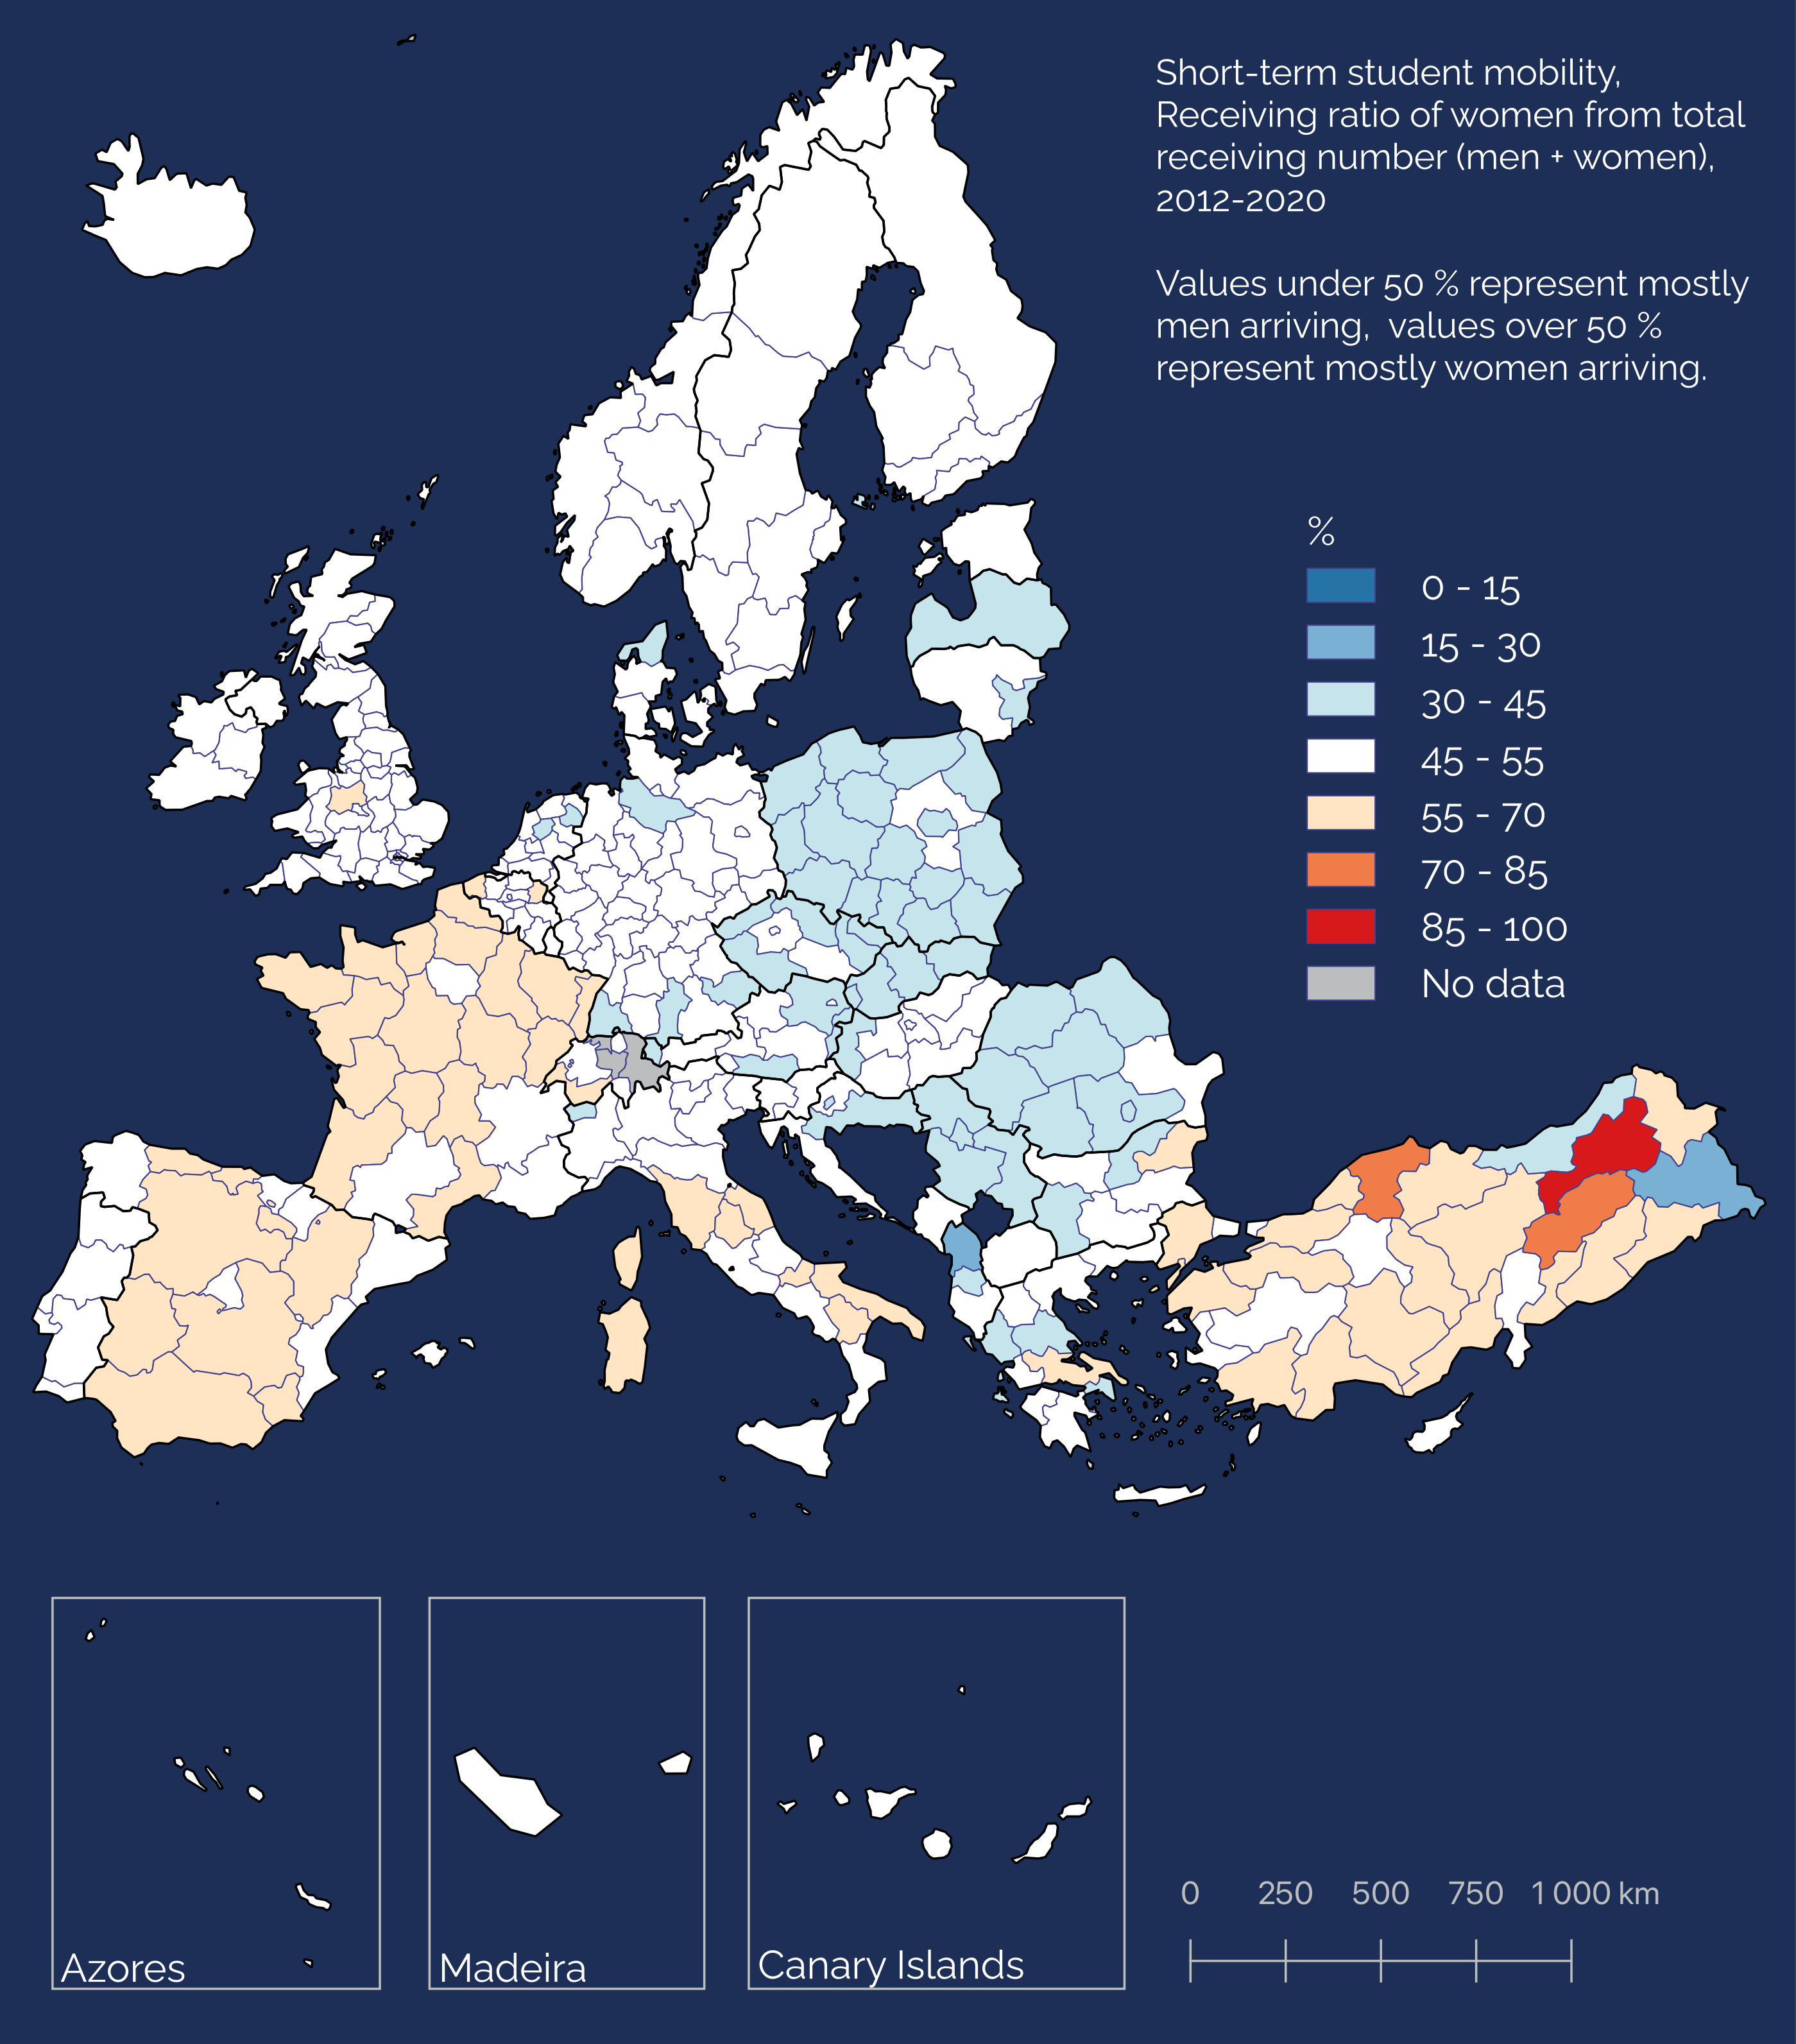 Short-term student mobility,
Receiving ratio of women from total
receiving number (men + women),
2012-2020
Values under 50 % represent mostly
men arriving,  values over 50 %
represent mostly women arriving.
%
0 - 15
15 - 30
30 - 45
45 - 55
55 - 70
70 - 85
85 - 100
No data
Azores
Madeira
Canary Islands
0 250 500 750 1 000 km